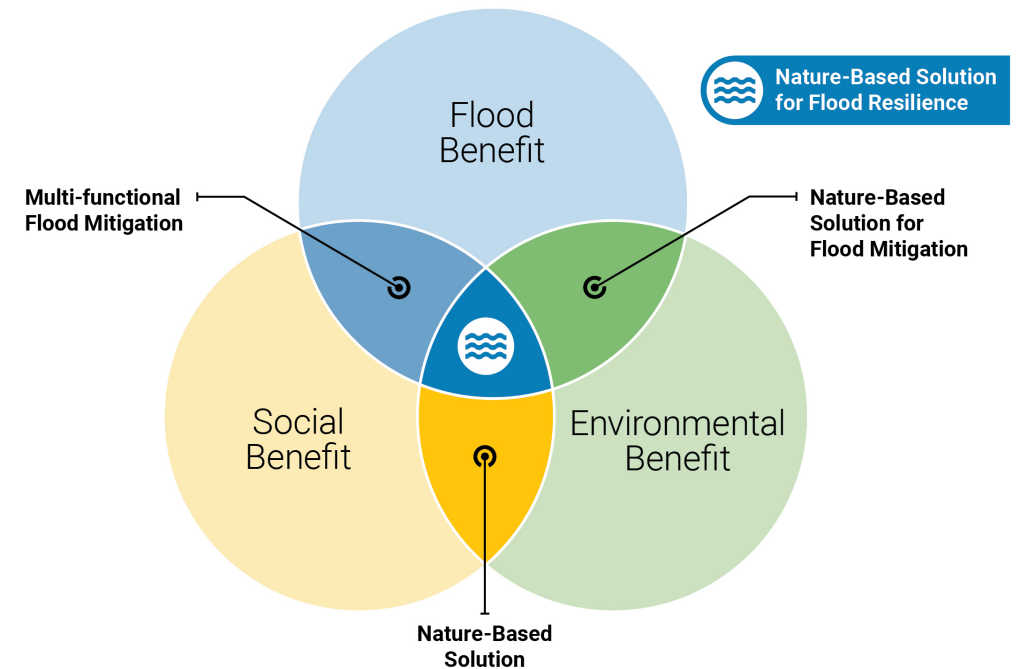 Flood
Benefit
Nature-Based Solution
for Flood Resilience
Multi-functional
Flood Mitigation
Nature-Based
Solution for
Flood Mitigation
Social
Benefit
Environmental
Benefit
Nature-Based
Solution